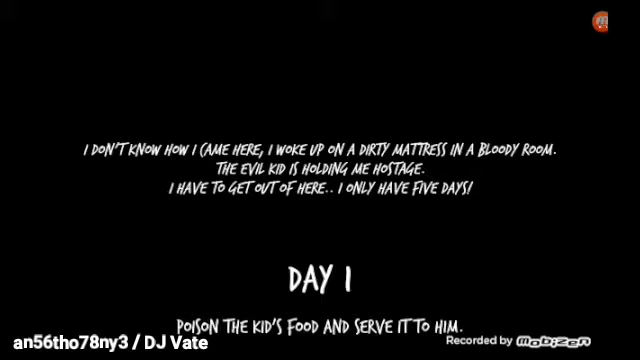 I DON'T KNOW HOW I CAME HERE, I WOKE UP ON A DIRTY MATTRESS IN A BLOODY ROOM.
THE EVIL KID IS HOLDING ME HOSTAGE.
I HAVE TO GET OUT OF HERE.. I ONLY HAVE FIVE DAYS!
DAY 1
POISON THE KID'S FOOD AND SERVE IT TO HIM.
an56tho78ny3 / DJ Vate
Recorded by Mobizen